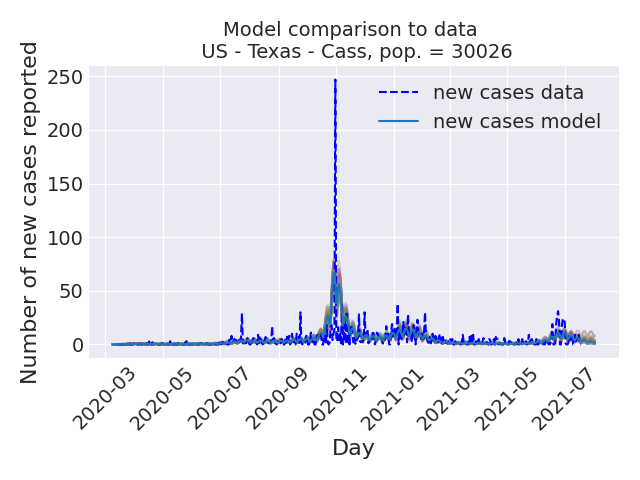 Model comparison to data
US - Texas - Cass, pop. = 30026
Number of new cases reported
250
200
150
100
50
0
new cases data
new cases model
2020-03
2020-05
2020-07
2020-09
2020-11
2021-01
2021-03
2021-05
2021-07
Day